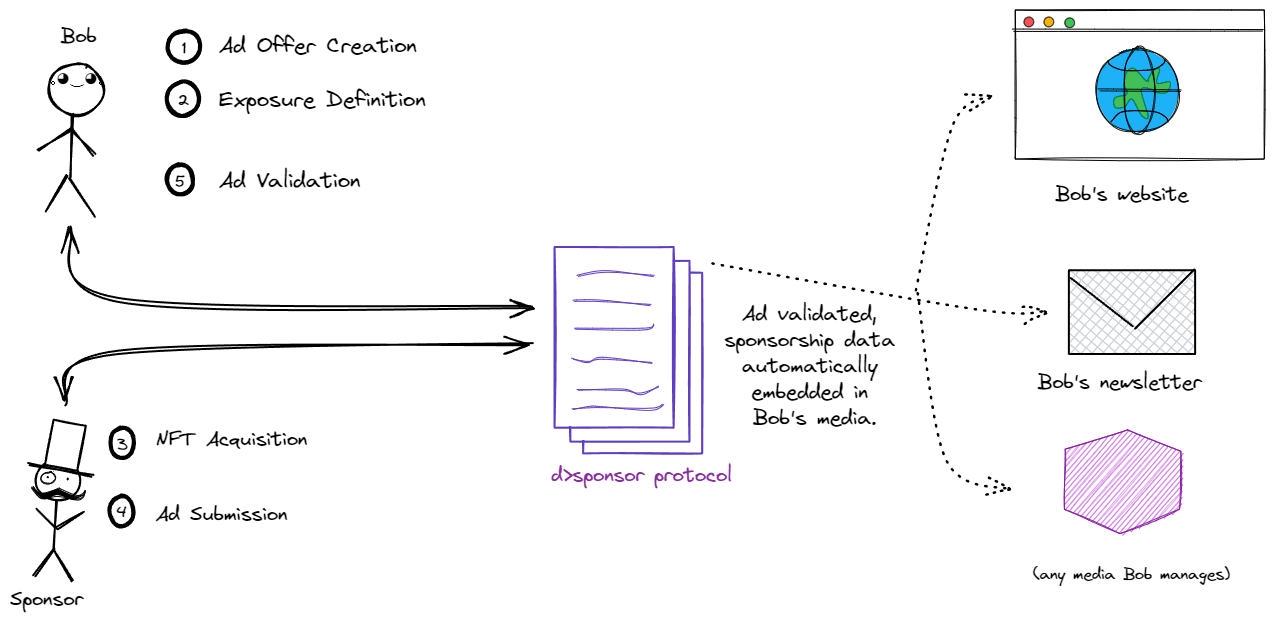 Bob
1 Ad Offer Creation
2 Exposure Definition
5 Ad Validation
3 NFT Acquisition
4 Ad Submission
Sponsor
d>sponsor protocol
Ad validated,
sponsorship data
automatically
embedded in
Bob's media.
Bob's website
Bob's newsletter
(any media Bob manages)